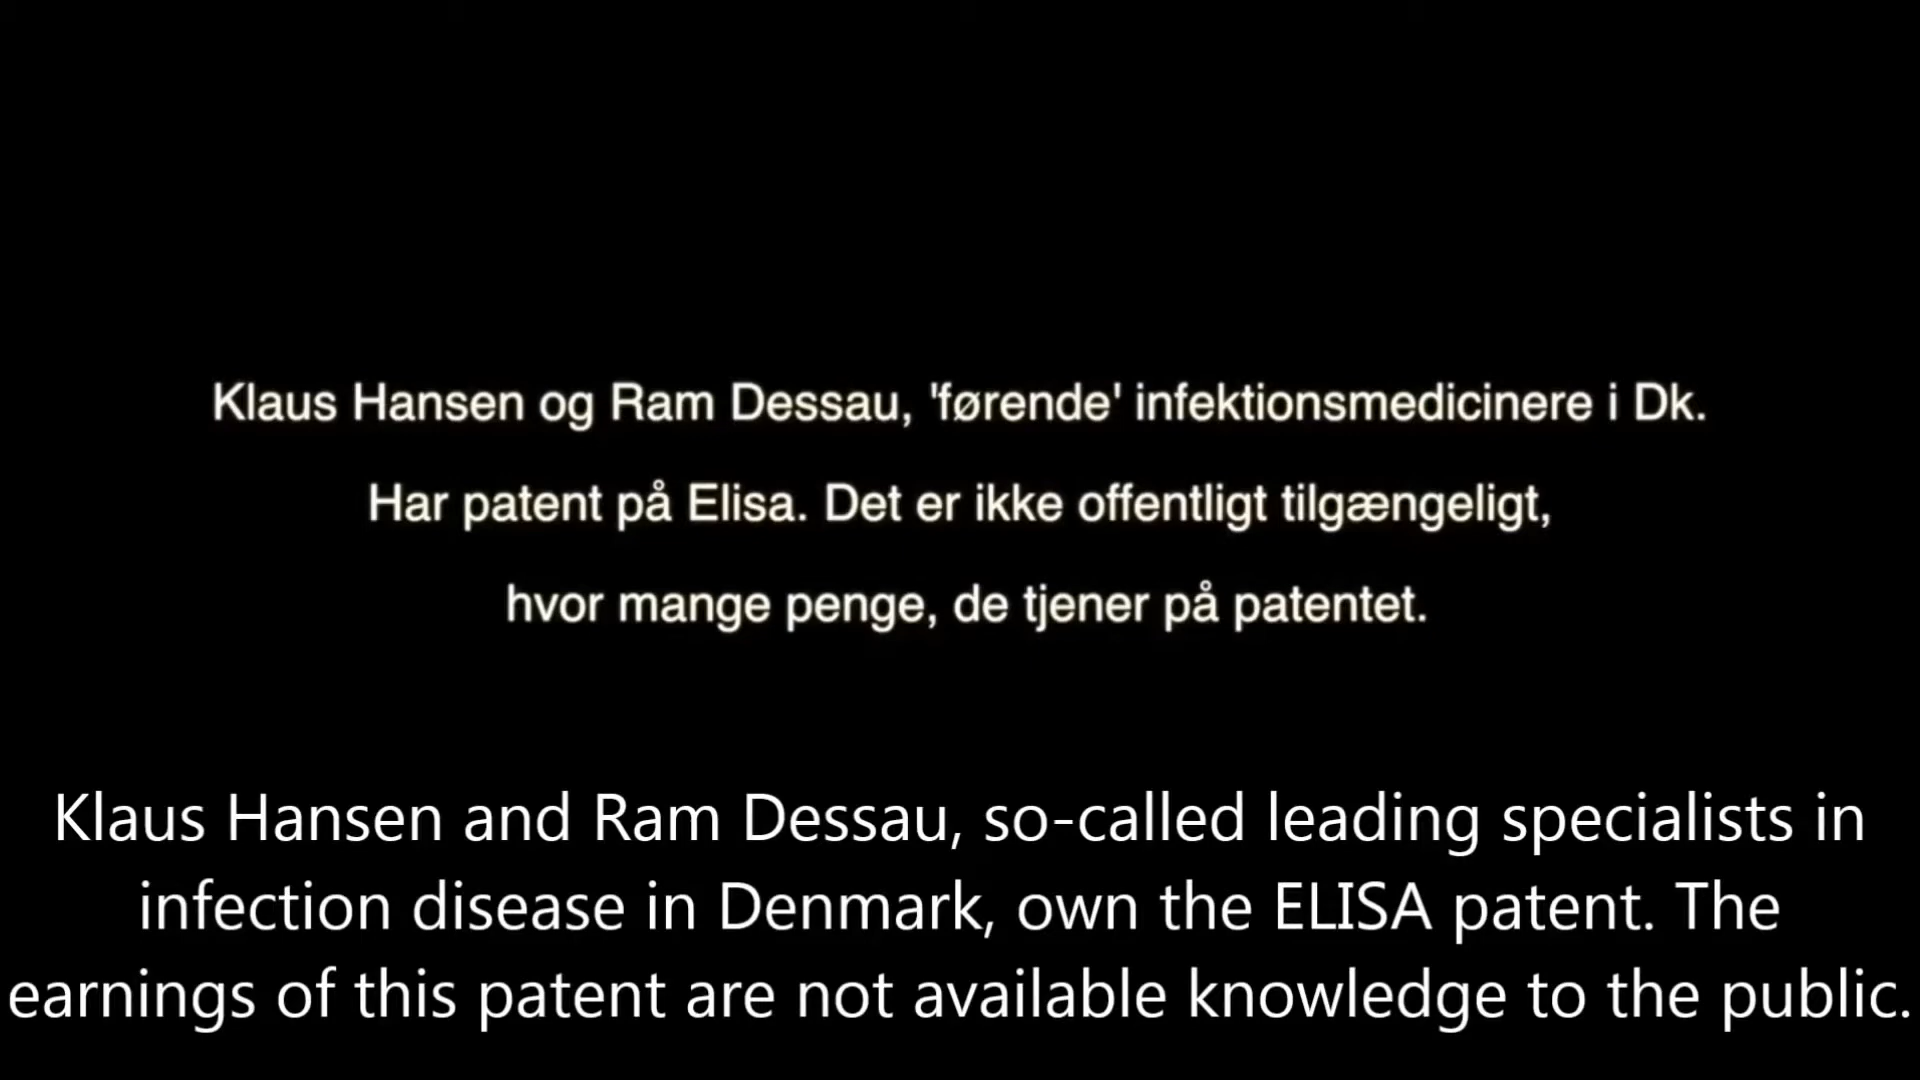 Klaus Hansen og Ram Dessau, 'førende' infektionsmedicinere i Dk.
Har patent på Elisa. Det er ikke offentligt tilgængeligt,
hvor mange penge, de tjener på patentet.
Klaus Hansen and Ram Dessau, so-called leading specialists in
infection disease in Denmark, own the ELISA patent. The
earnings of this patent are not available knowledge to the public.